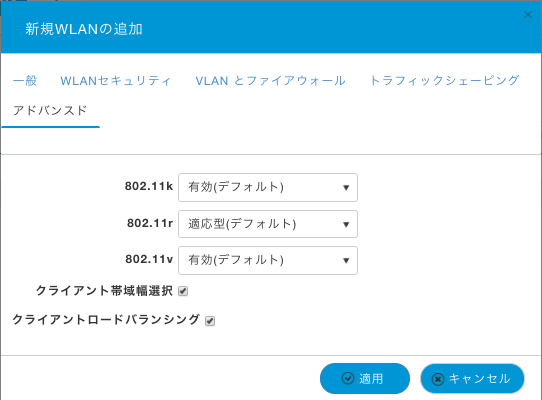 新規WLANの追加
一般 WLANセキュリティ VLAN とファイアウォール トラフィックシェーピング
アドバンスド
802.11k 有効(デフォルト)
802.11r 適応型(デフォルト)
802.11v 有効(デフォルト)
クライアント帯域幅選択
クライアントロードバランシング
適用 キャンセル